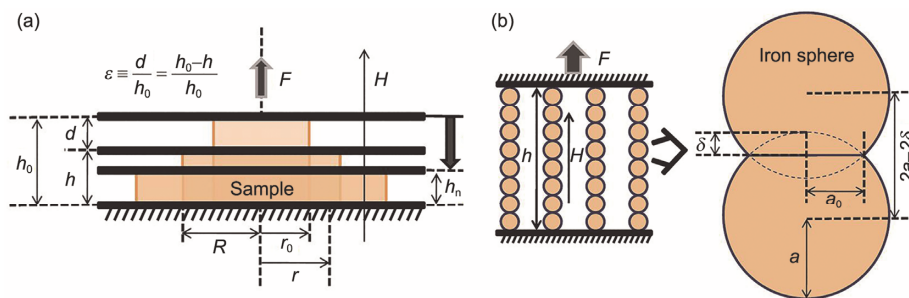 (a)
ε ≡ d/h₀ = (h₀−h)/h₀
F
H
d
h₀
h
hₙ
Sample
R
r₀
r
(b)
F
h
H
Iron sphere
δ
2a−2δ
a₀
a